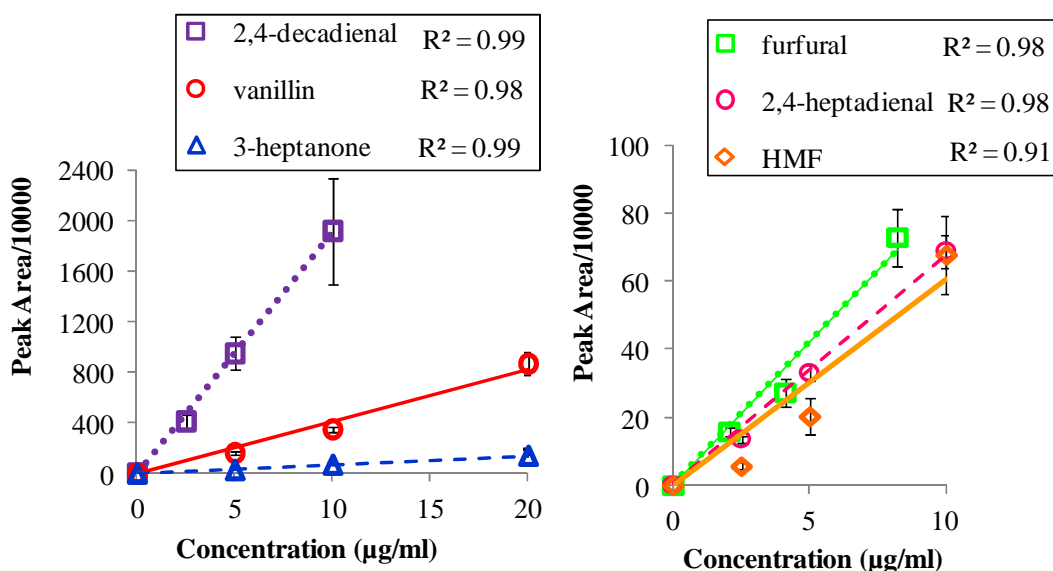 2,4-decadienal R² = 0.99
vanillin R² = 0.98
3-heptanone R² = 0.99
2400
2000
1600
1200
800
400
0
Peak Area/10000
0 5 10 15 20
Concentration (µg/ml)
furfural R² = 0.98
2,4-heptadienal R² = 0.98
HMF R² = 0.91
100
80
60
40
20
0
Peak Area/10000
0 5 10
Concentration (µg/ml)